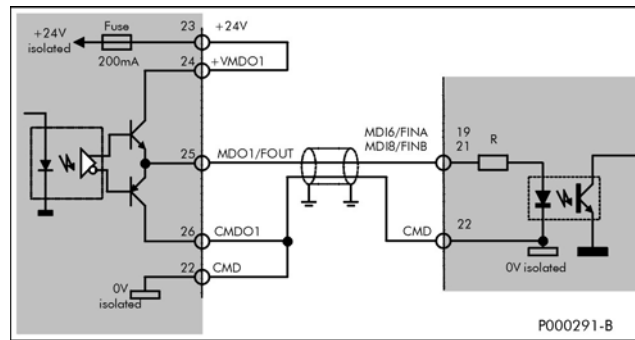 Fuse
23
+24V
+24V
isolated
200mA
24
+VMDO1
25
MDO1/FOUT
MDI6/FINA
MDI8/FINB
19
21
R
26
CMDO1
CMD
22
22
CMD
0V
isolated
0V isolated
P000291-B